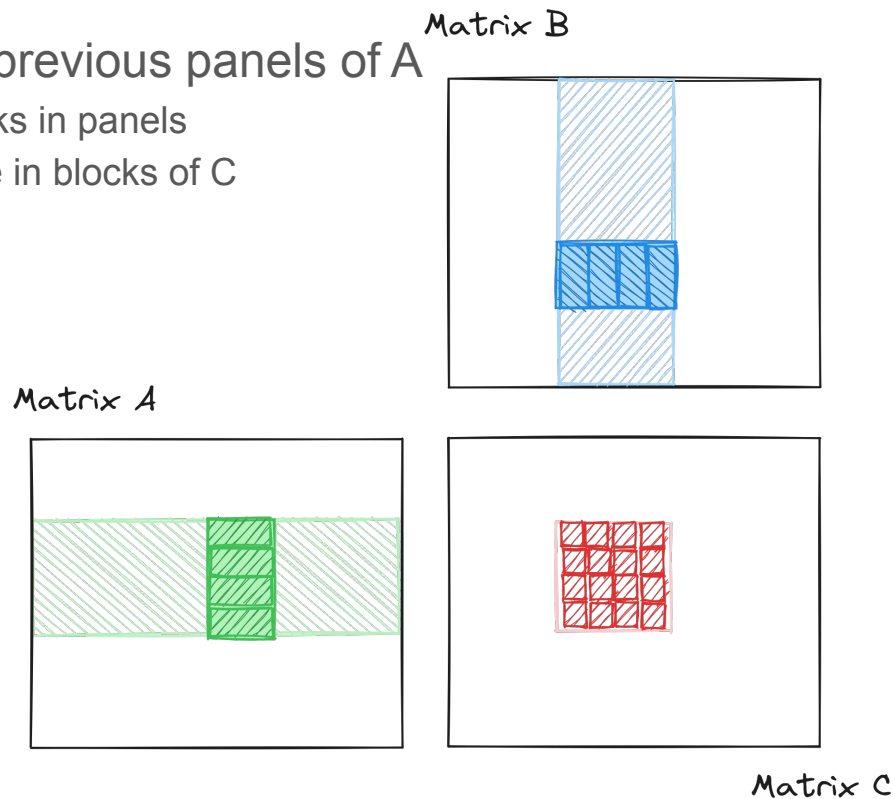 Matrix B
previous panels of A
ks in panels
in blocks of C
Matrix A
Matrix C